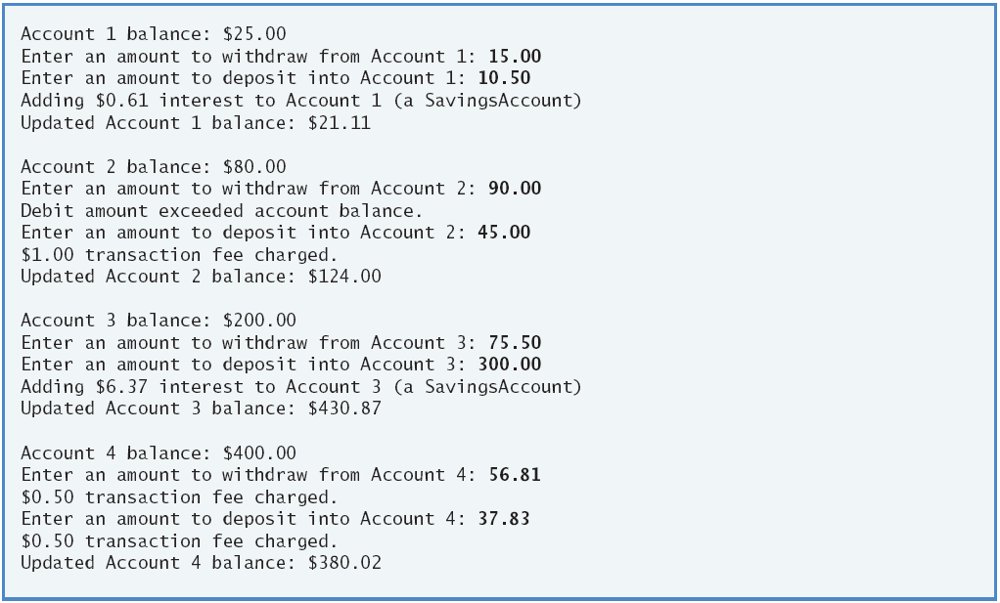 Account 1 balance: $25.00
Enter an amount to withdraw from Account 1: 15.00
Enter an amount to deposit into Account 1: 10.50
Adding $0.61 interest to Account 1 (a SavingsAccount)
Updated Account 1 balance: $21.11

Account 2 balance: $80.00
Enter an amount to withdraw from Account 2: 90.00
Debit amount exceeded account balance.
Enter an amount to deposit into Account 2: 45.00
$1.00 transaction fee charged.
Updated Account 2 balance: $124.00

Account 3 balance: $200.00
Enter an amount to withdraw from Account 3: 75.50
Enter an amount to deposit into Account 3: 300.00
Adding $6.37 interest to Account 3 (a SavingsAccount)
Updated Account 3 balance: $430.87

Account 4 balance: $400.00
Enter an amount to withdraw from Account 4: 56.81
$0.50 transaction fee charged.
Enter an amount to deposit into Account 4: 37.83
$0.50 transaction fee charged.
Updated Account 4 balance: $380.02